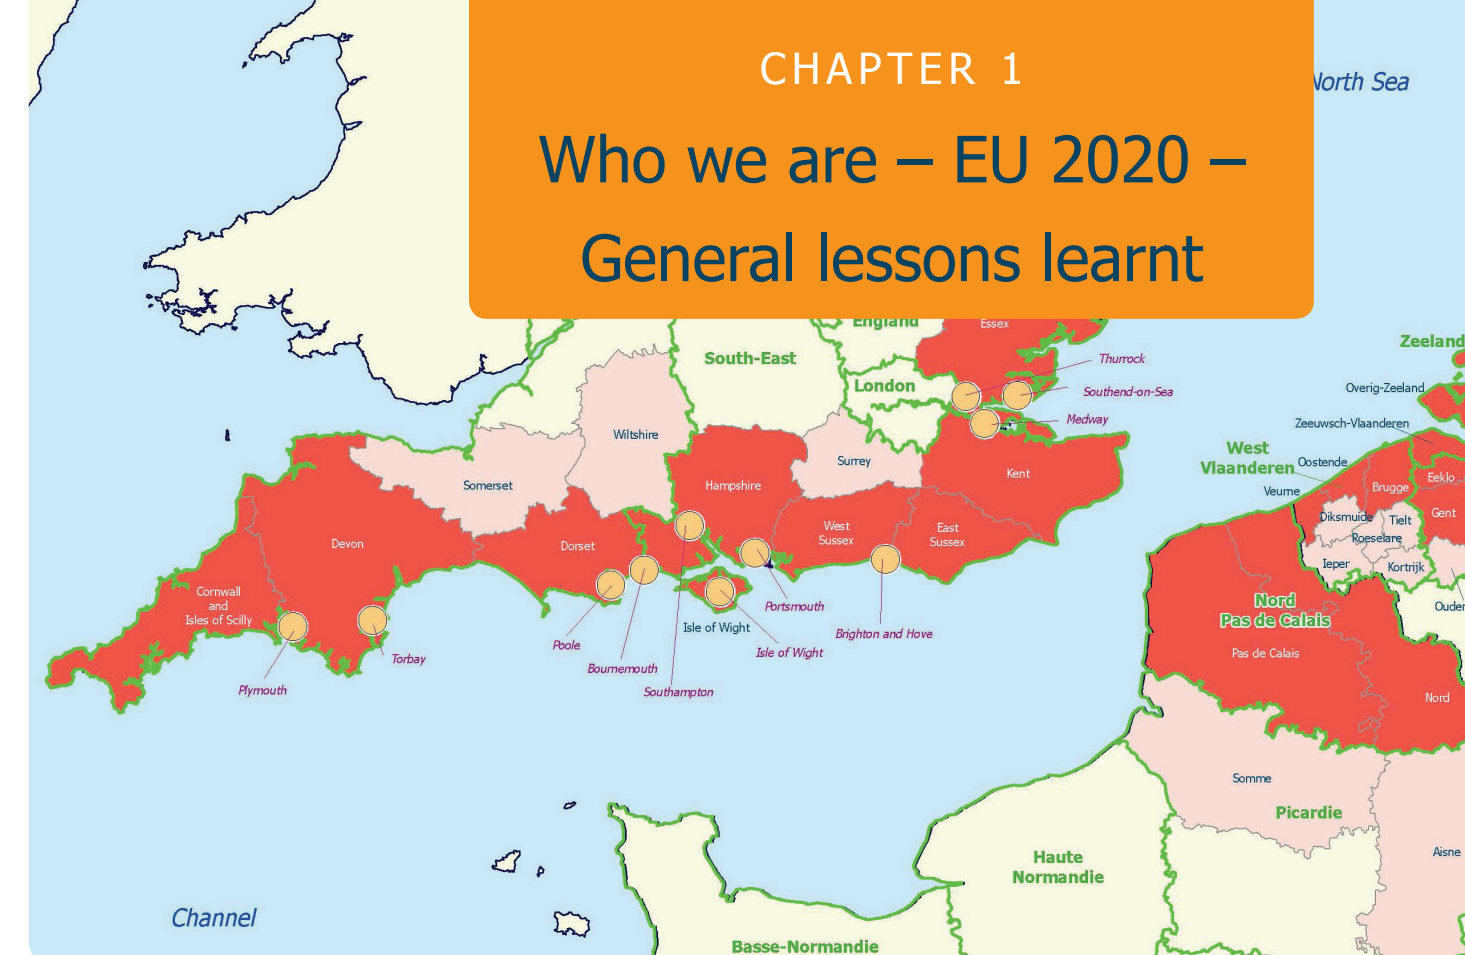 CHAPTER 1
North Sea
Who we are – EU 2020 –
General lessons learnt
England
Essex
South-East
Thurrock
London
Southend-on-Sea
Medway
Zeeland
Overig-Zeeland
Zeeuwsch-Vlaanderen
West
Vlaanderen
Oostende
Veurne
Brugge
Eeklo
Diksmuide
Tielt
Gent
Roeselare
Ieper
Kortrijk
Wiltshire
Surrey
Kent
Somerset
Hampshire
West
Sussex
East
Sussex
Devon
Dorset
Cornwall
and
Isles of Scilly
Isle of Wight
Portsmouth
Brighton and Hove
Isle of Wight
Poole
Bournemouth
Southampton
Torbay
Plymouth
Nord
Pas de Calais
Pas de Calais
Ouder
Nord
Somme
Picardie
Aisne
Haute
Normandie
Basse-Normandie
Channel